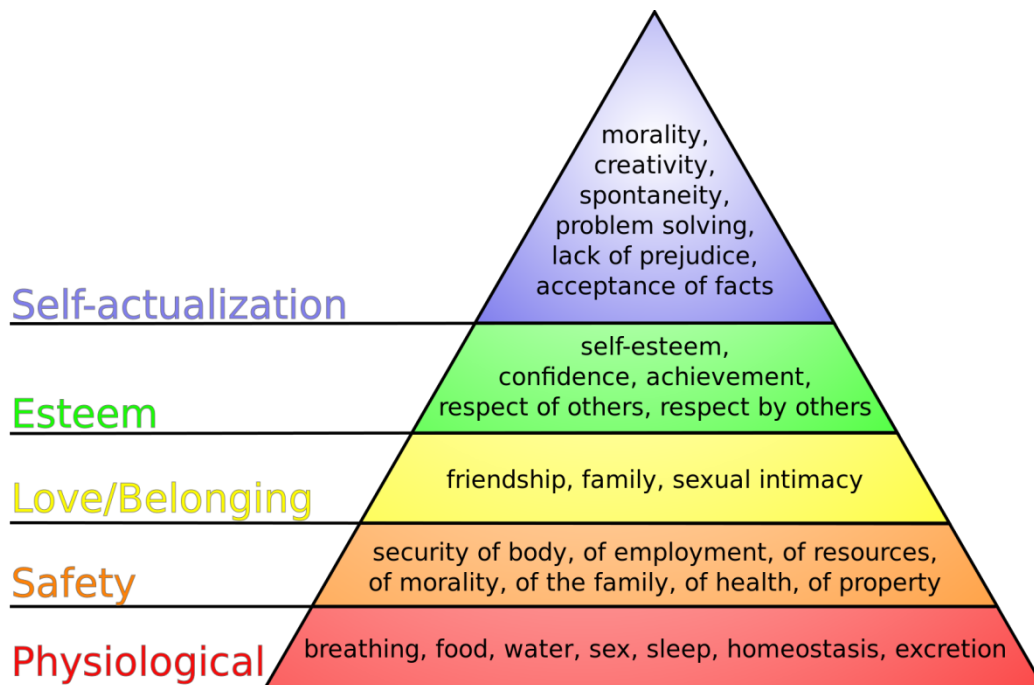 morality,
creativity,
spontaneity,
problem solving,
lack of prejudice,
acceptance of facts
Self-actualization
self-esteem,
confidence, achievement,
respect of others, respect by others
Esteem
friendship, family, sexual intimacy
Love/Belonging
security of body, of employment, of resources,
of morality, of the family, of health, of property
Safety
breathing, food, water, sex, sleep, homeostasis, excretion
Physiological